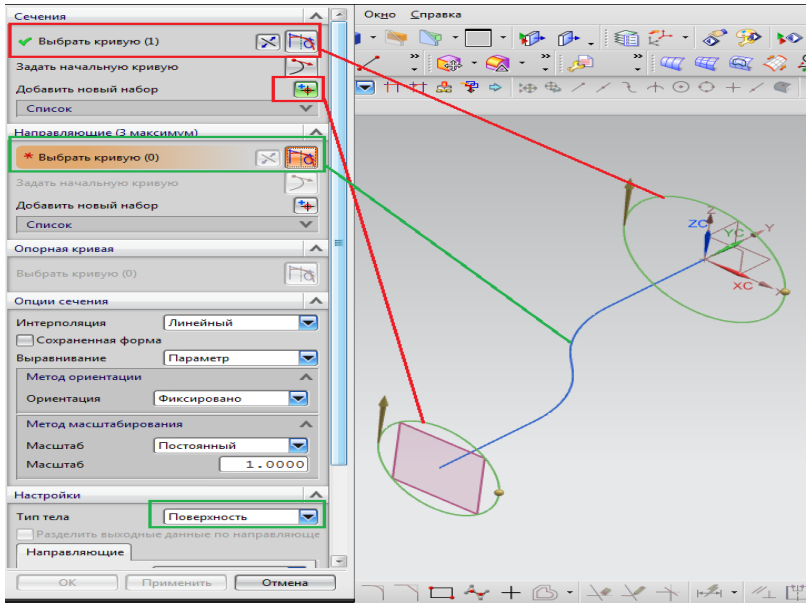 Сечения
Выбрать кривую (1)
Задать начальную кривую
Добавить новый набор
Список
Направляющие (3 максимум)
* Выбрать кривую (0)
Задать начальную кривую
Добавить новый набор
Список
Опорная кривая
Выбрать кривую (0)
Опции сечения
Интерполяция Линейный
Сохраненная форма
Выравнивание Параметр
Метод ориентации
Ориентация Фиксировано
Метод масштабирования
Масштаб Постоянный
Масштаб 1.0000
Настройки
Тип тела Поверхность
Разделить выходные данные по направляюще
Направляющие
ОК Применить Отмена
Окно Справка
Z
ZC
YC
Y
XC
X